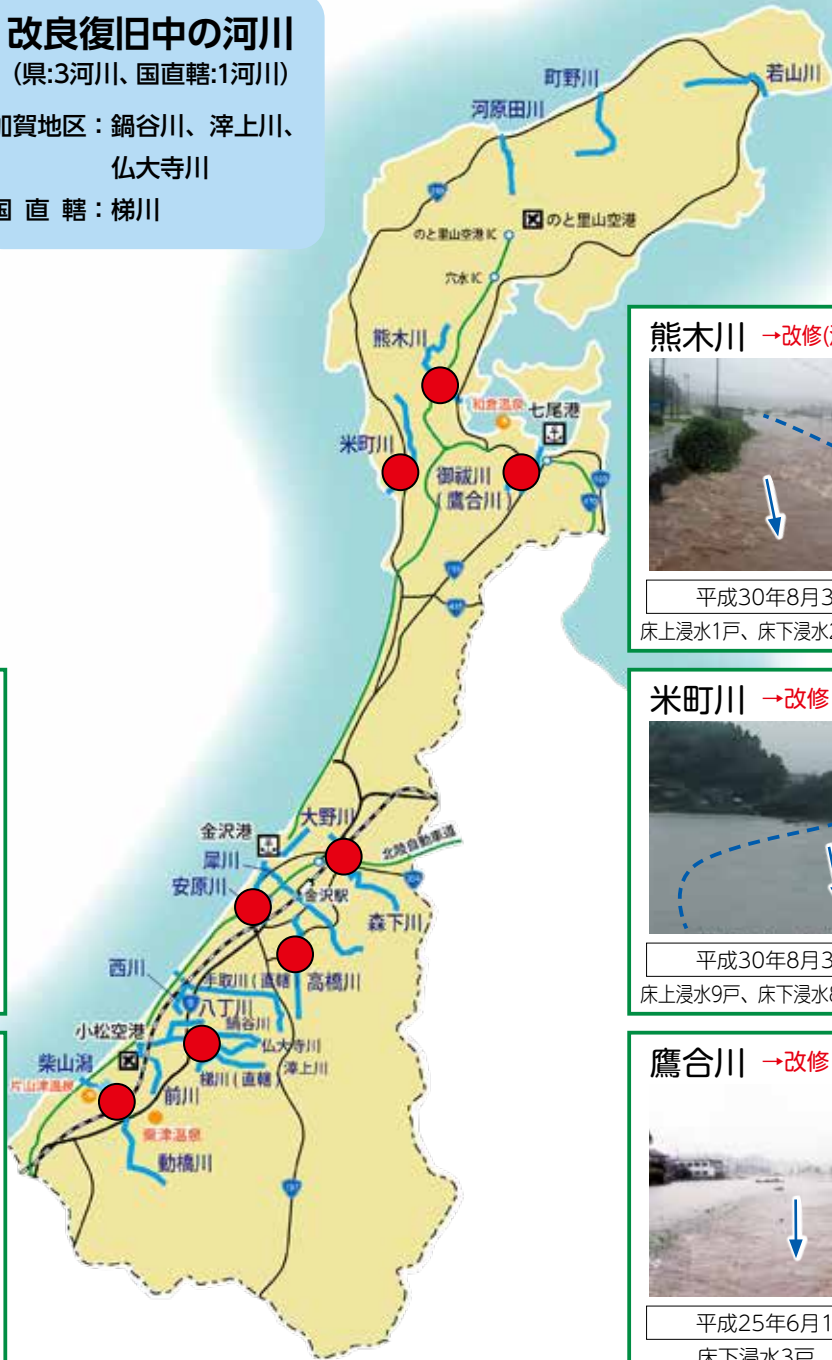 改良復旧中の河川
(県:3河川、国直轄:1河川)
加賀地区：鍋谷川、滓上川、
仏大寺川
国 直 轄：梯川
若山川
町野川
河原田川
のと里山空港
のと里山空港IC
穴水IC
熊木川
和倉温泉
七尾港
米町川
御祓川
(鷹合川)
大野川
金沢港
犀川
北陸自動車道
安原川
金沢駅
森下川
西川
手取川(直轄
高橋川
八丁川
鍋谷川
小松空港
仏大寺川
柴山潟
滓上川
梯川(直轄
片山津温泉
前川
粟津温泉
動橋川
熊木川 →改修
平成30年8月3
床上浸水1戸、床下浸水2
米町川 →改修
平成30年8月3
床上浸水9戸、床下浸水8
鷹合川 →改修
平成25年6月1
床下浸水3戸